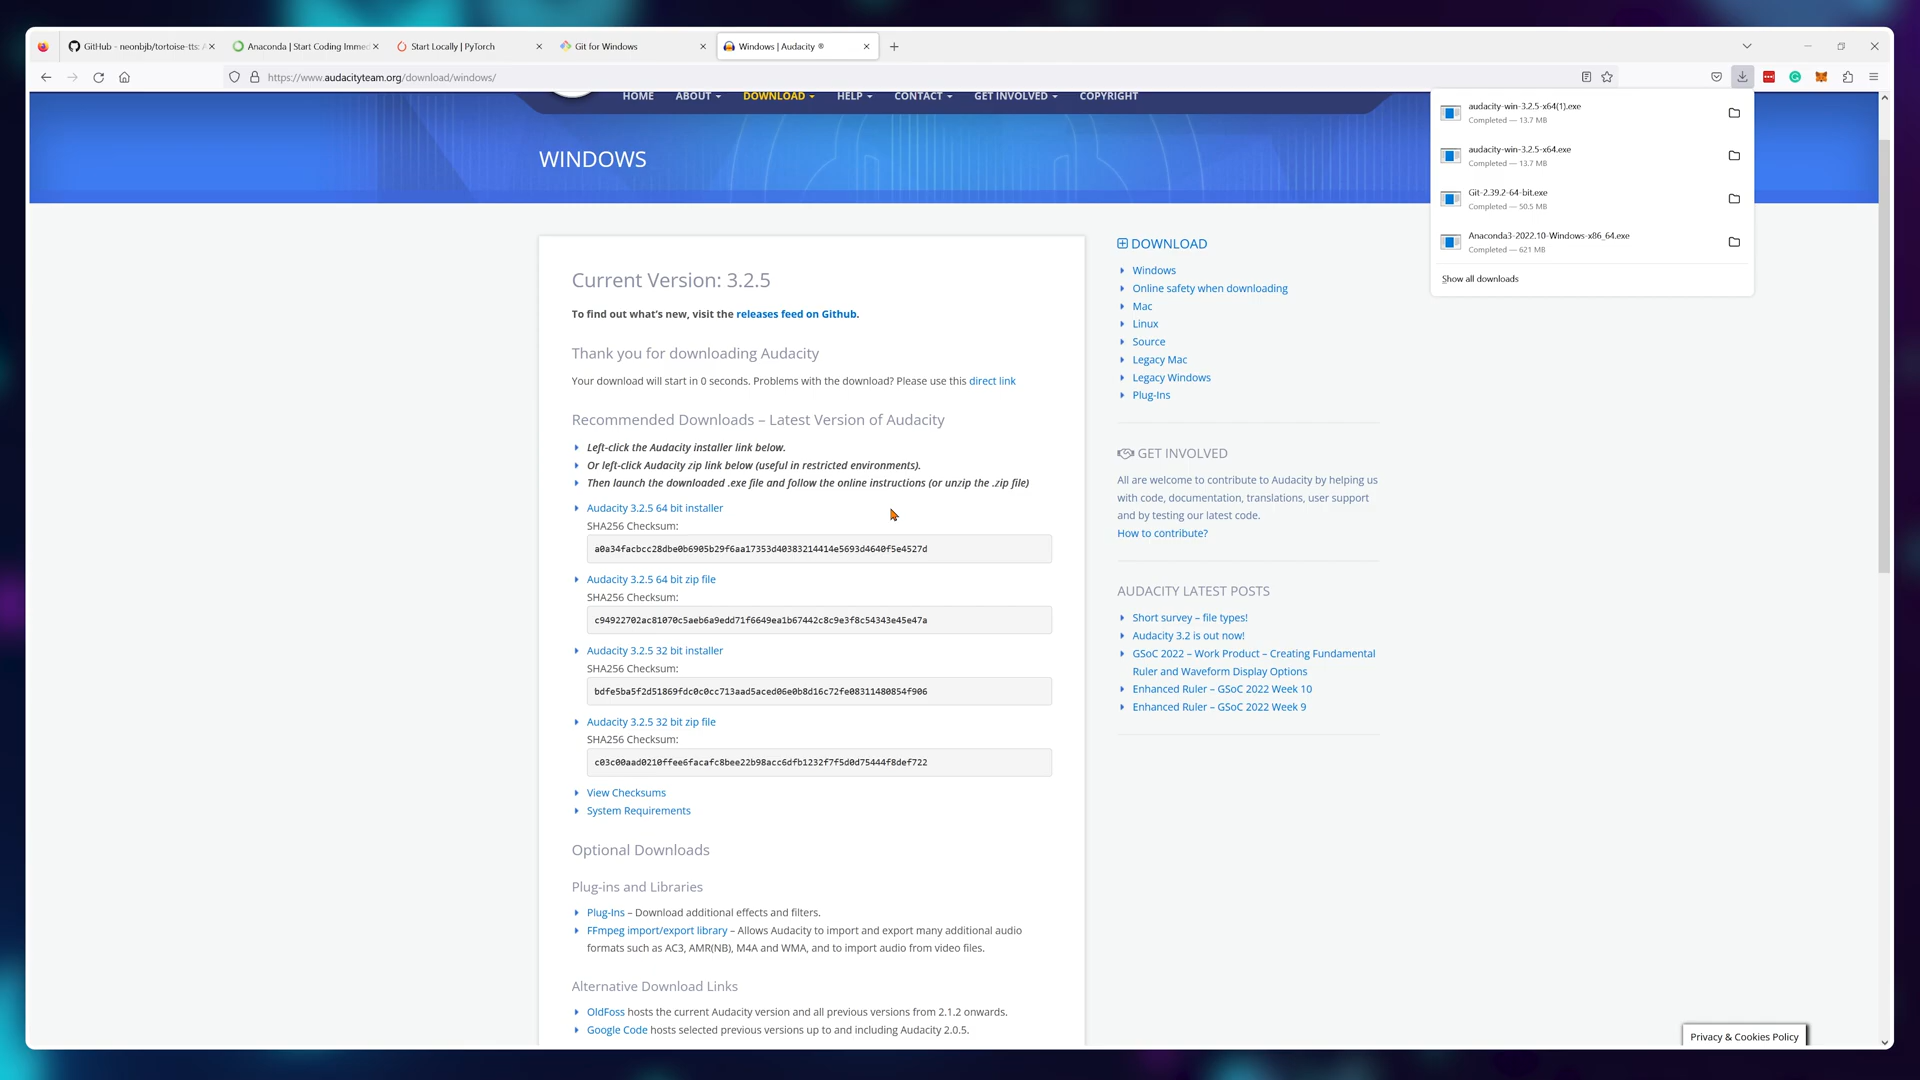 GitHub - neonbjb/tortoise-tts: A
Anaconda | Start Coding Immed
Start Locally | PyTorch
Git for Windows
Windows | Audacity ®
https://www.audacityteam.org/download/windows/
HOME
ABOUT
DOWNLOAD
HELP
CONTACT
GET INVOLVED
COPYRIGHT
audacity-win-3.2.5-x64(1).exe
Completed — 13.7 MB
audacity-win-3.2.5-x64.exe
Completed — 13.7 MB
Git-2.39.2-64-bit.exe
Completed — 50.5 MB
Anaconda3-2022.10-Windows-x86_64.exe
Completed — 621 MB
Show all downloads
WINDOWS
Current Version: 3.2.5
To find out what's new, visit the releases feed on Github.
Thank you for downloading Audacity
Your download will start in 0 seconds. Problems with the download? Please use this direct link
Recommended Downloads – Latest Version of Audacity
Left-click the Audacity installer link below.
Or left-click Audacity zip link below (useful in restricted environments).
Then launch the downloaded .exe file and follow the online instructions (or unzip the .zip file)
Audacity 3.2.5 64 bit installer
SHA256 Checksum:
a0a34facbcc28dbe0b6905b29f6aa17353d40383214414e5693d4640f5e4527d
Audacity 3.2.5 64 bit zip file
SHA256 Checksum:
c94922702ac81070c5aeb6a9edd71f6649ea1b67442c8c9e3f8c54343e45e47a
Audacity 3.2.5 32 bit installer
SHA256 Checksum:
bdfe5ba5f2d51869fdc0c0cc713aad5aced06e0b8d16c72fe08311480854f906
Audacity 3.2.5 32 bit zip file
SHA256 Checksum:
c03c00aad0210ffee6facafc8bee22b98acc6dfb1232f7f5d0d75444f8def722
View Checksums
System Requirements
Optional Downloads
Plug-ins and Libraries
Plug-Ins – Download additional effects and filters.
FFmpeg import/export library – Allows Audacity to import and export many additional audio
formats such as AC3, AMR(NB), M4A and WMA, and to import audio from video files.
Alternative Download Links
OldFoss hosts the current Audacity version and all previous versions from 2.1.2 onwards.
Google Code hosts selected previous versions up to and including Audacity 2.0.5.
DOWNLOAD
Windows
Online safety when downloading
Mac
Linux
Source
Legacy Mac
Legacy Windows
Plug-Ins
GET INVOLVED
All are welcome to contribute to Audacity by helping us
with code, documentation, translations, user support
and by testing our latest code.
How to contribute?
AUDACITY LATEST POSTS
Short survey – file types!
Audacity 3.2 is out now!
GSoC 2022 – Work Product – Creating Fundamental
Ruler and Waveform Display Options
Enhanced Ruler – GSoC 2022 Week 10
Enhanced Ruler – GSoC 2022 Week 9
Privacy & Cookies Policy